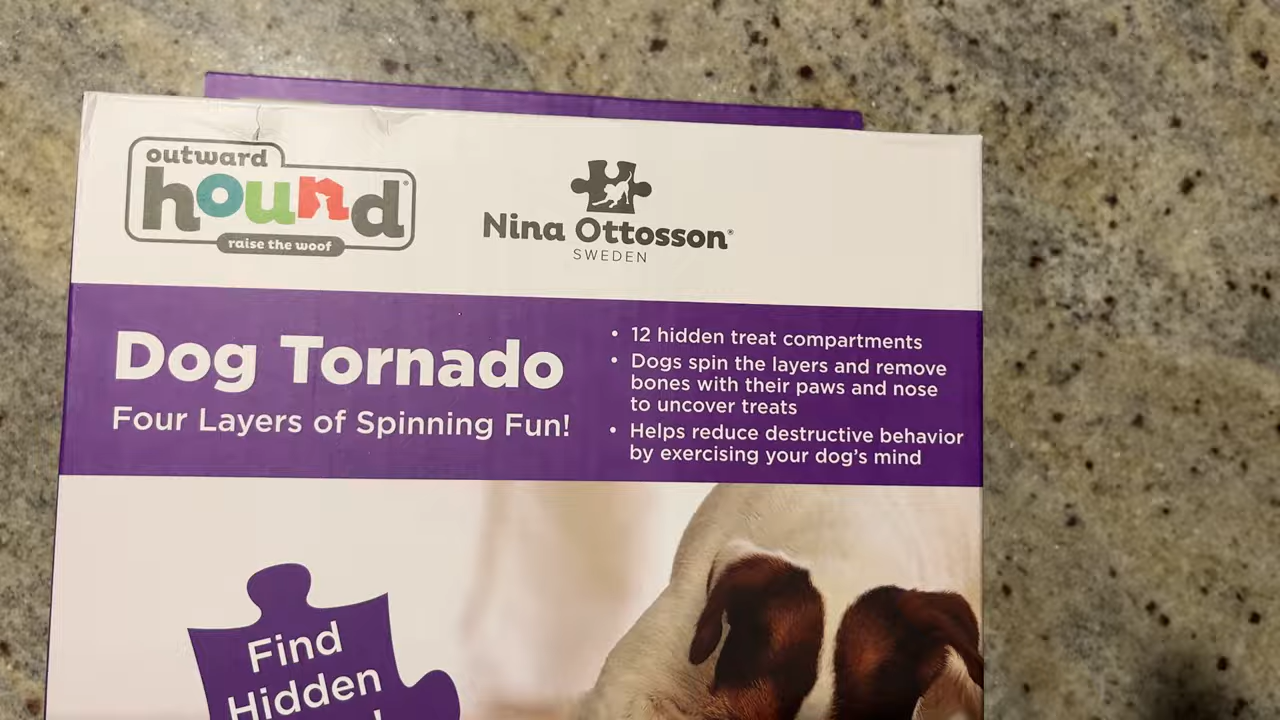 outward
hound®
raise the woof
Nina Ottosson®
SWEDEN
Dog Tornado
Four Layers of Spinning Fun!
• 12 hidden treat compartments
• Dogs spin the layers and remove
bones with their paws and nose
to uncover treats
• Helps reduce destructive behavior
by exercising your dog's mind
Find
Hidden